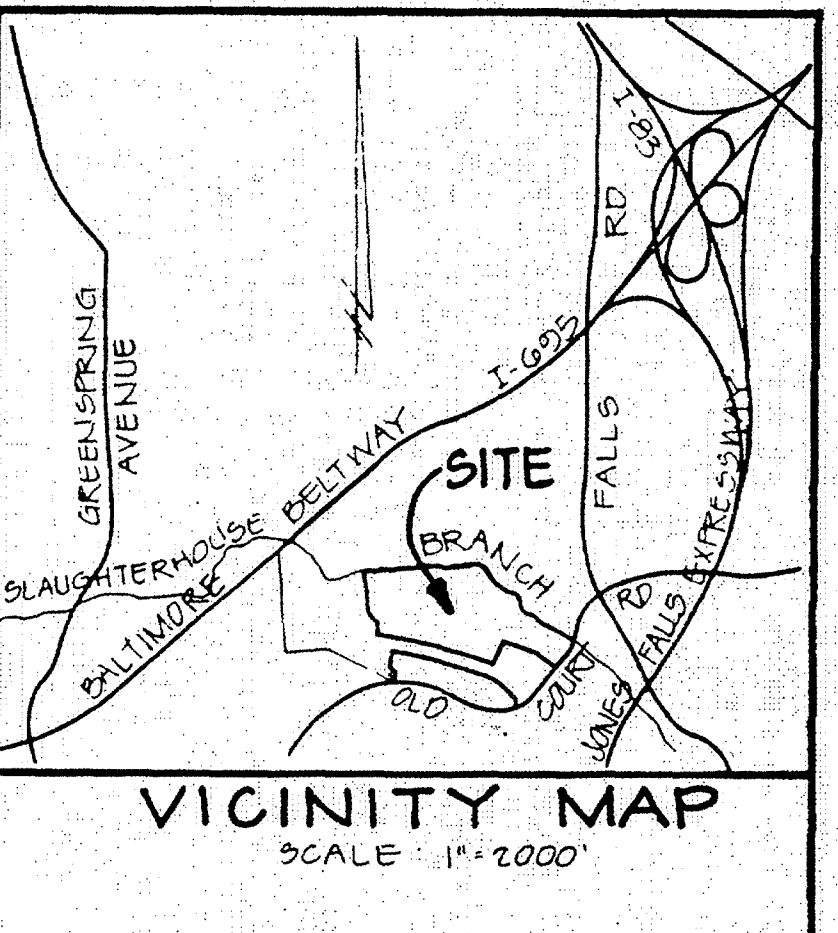 I-83
RD
GREENSPRING
AVENUE
I-695
BALTIMORE BELTWAY
FALLS
SITE
SLAUGHTERHOUSE BRANCH
OLD COURT RD
JONES FALLS EXPRESSWAY
VICINITY MAP
SCALE: 1"=2000'